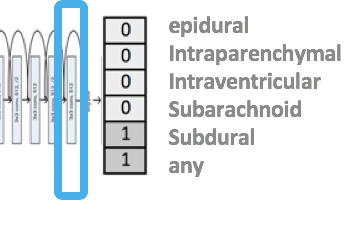 0 epidural
0 Intraparenchymal
0 Intraventricular
0 Subarachnoid
1 Subdural
1 any